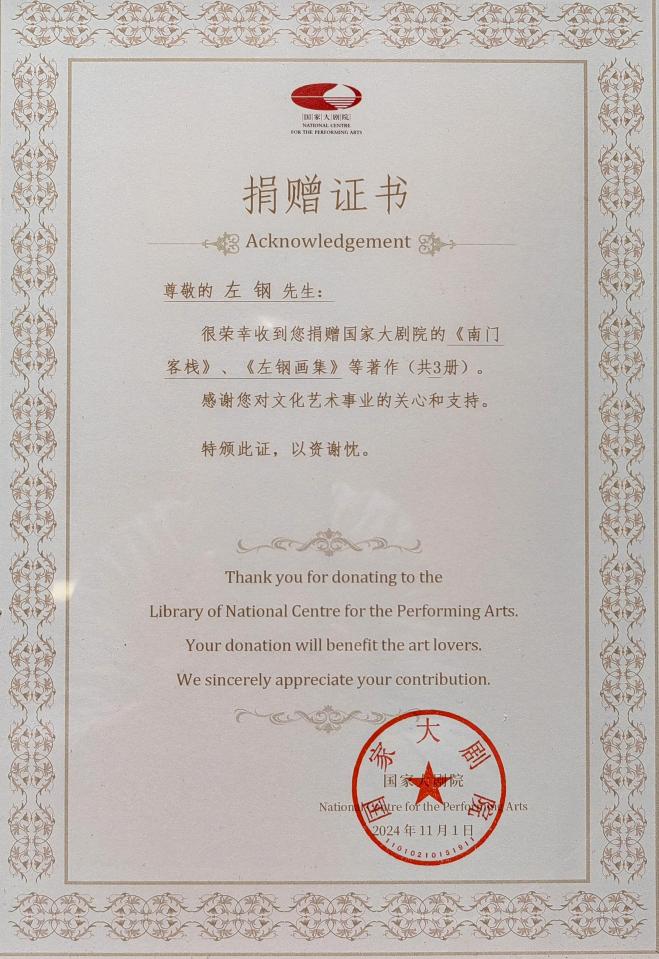 国家大剧院
NATIONAL CENTRE
FOR THE PERFORMING ARTS
捐赠证书
Acknowledgement
尊敬的 左 钢 先生：
很荣幸收到您捐赠国家大剧院的《南门
客栈》、《左钢画集》等著作（共3册）。
感谢您对文化艺术事业的关心和支持。
特颁此证，以资谢忱。
Thank you for donating to the
Library of National Centre for the Performing Arts.
Your donation will benefit the art lovers.
We sincerely appreciate your contribution.
国家大剧院
国家大剧院
National Centre for the Performing Arts
2024年11月1日
11010210151911